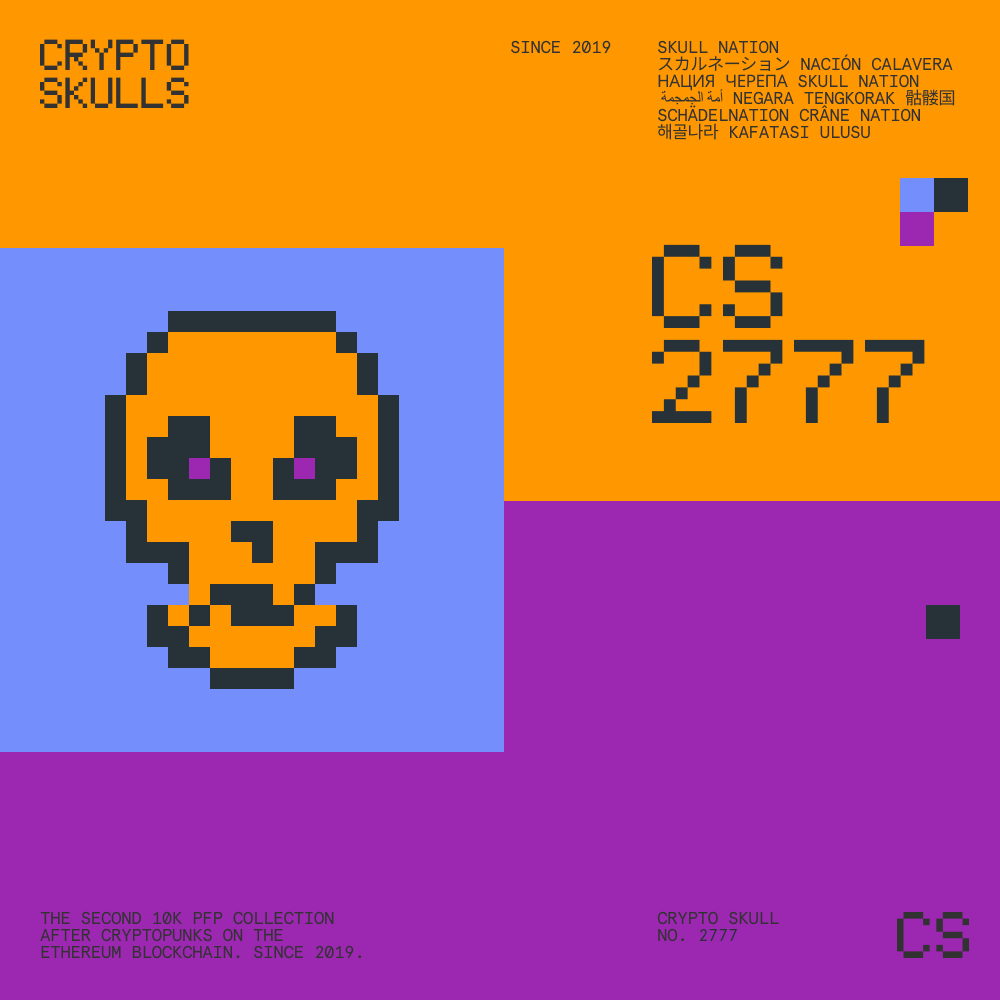 CRYPTO
SKULLS
SINCE 2019
SKULL NATION
スカルネーション NACIÓN CALAVERA
НАЦИЯ ЧЕРЕПА SKULL NATION
أمة الجمجمة NEGARA TENGKORAK 骷髅国
SCHÄDELNATION CRÂNE NATION
해골나라 KAFATASI ULUSU
CS
2777
THE SECOND 10K PFP COLLECTION
AFTER CRYPTOPUNKS ON THE
ETHEREUM BLOCKCHAIN. SINCE 2019.
CRYPTO SKULL
NO. 2777
CS